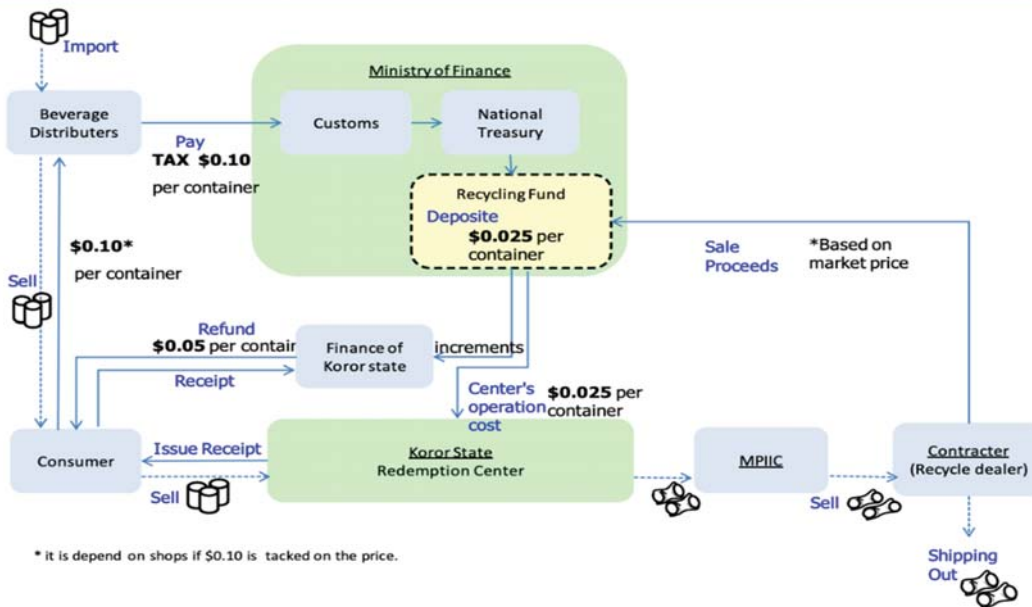 Import
Ministry of Finance
Beverage
Distributers
Customs
National
Treasury
Pay
TAX $0.10
per container
Recycling Fund
Deposite
$0.025 per
container
$0.10*
per container
Sell
Sale
Proceeds
*Based on
market price
Refund
$0.05 per contain
Receipt
Finance of
Koror state
increments
Center's
operation
cost
$0.025 per
container
Consumer
Issue Receipt
Sell
Koror State
Redemption Center
MPIIC
Sell
Contracter
(Recycle dealer)
* it is depend on shops if $0.10 is tacked on the price.
Shipping
Out